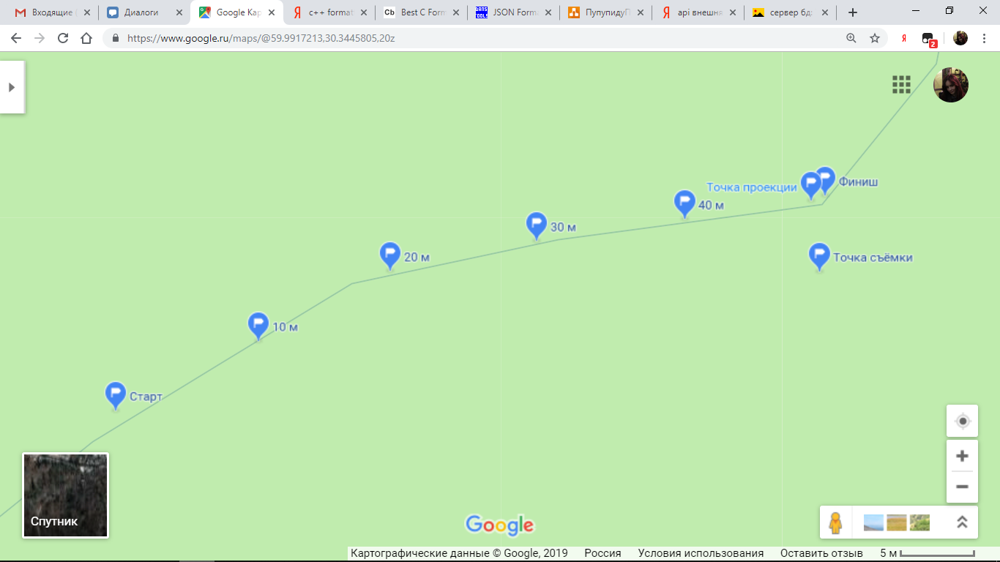 Входящие
Диалоги
Google Кар
c++ format
Best C Form
JSON Forma
ПупупидуП
api внешня
сервер бд
https://www.google.ru/maps/@59.9917213,30.3445805,20z
2
Точка проекции
Финиш
40 м
30 м
20 м
Точка съёмки
10 м
Старт
Спутник
Google
Картографические данные © Google, 2019 Россия Условия использования Оставить отзыв 5 м